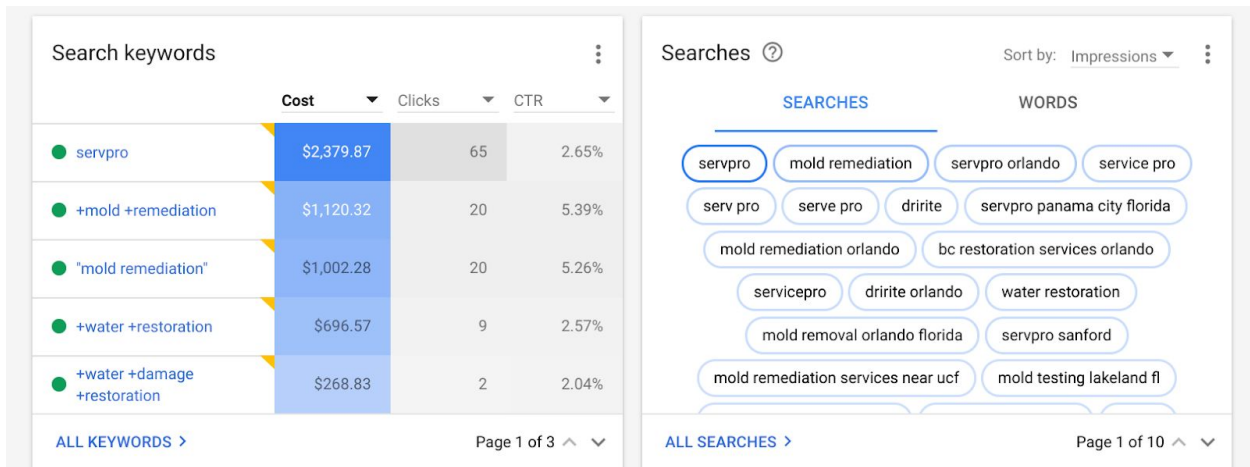 Search keywords
Cost Clicks CTR
servpro $2,379.87 65 2.65%
+mold +remediation $1,120.32 20 5.39%
"mold remediation" $1,002.28 20 5.26%
+water +restoration $696.57 9 2.57%
+water +damage
+restoration $268.83 2 2.04%
ALL KEYWORDS Page 1 of 3
Searches Sort by: Impressions
SEARCHES WORDS
servpro mold remediation servpro orlando service pro
serv pro serve pro dririte servpro panama city florida
mold remediation orlando bc restoration services orlando
servicepro dririte orlando water restoration
mold removal orlando florida servpro sanford
mold remediation services near ucf mold testing lakeland fl
ALL SEARCHES Page 1 of 10